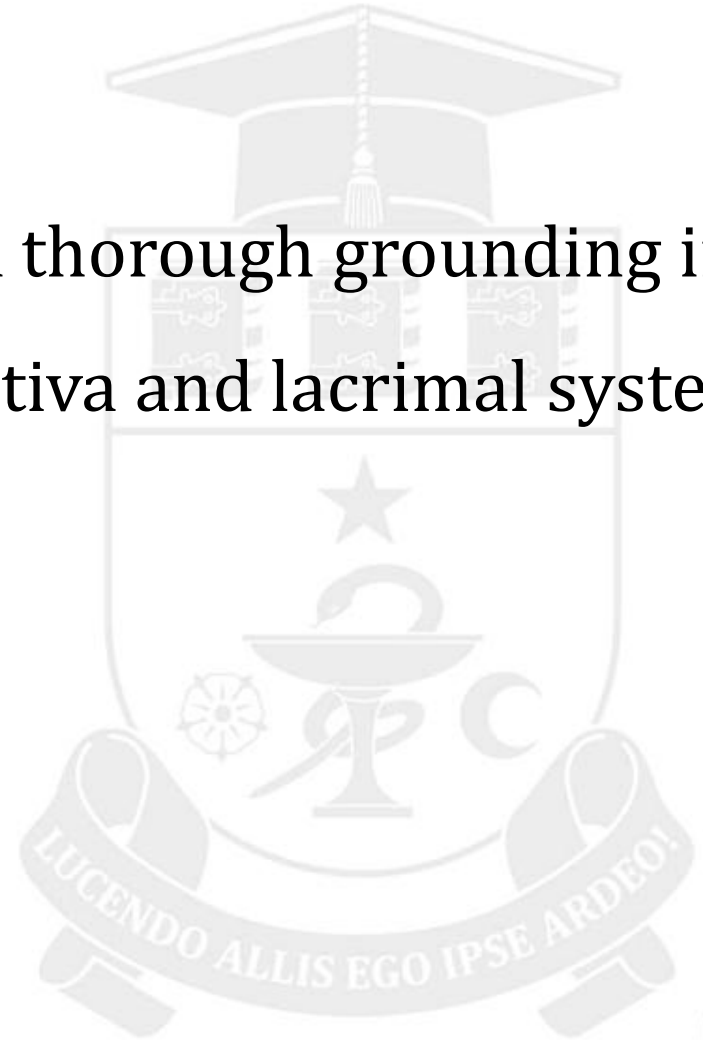 thorough grounding i
tiva and lacrimal syste
LUCENDO ALLIS EGO IPSE ARDEO!